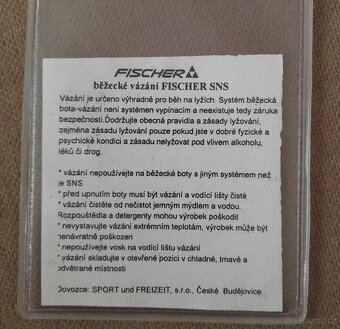 FISCHER
běžecké vázání FISCHER SNS
Vázání je určeno výhradně pro běh na lyžích. Systém běžecká
bota-vázání není systémem vypínacím a neexistuje tedy záruka
bezpečnosti.Dodržujte obecná pravidla a zásady lyžování,
zejména zásadu lyžování pouze pokud jste v dobré fyzické a
psychické kondici a zásadu nelyžovat pod vlivem alkoholu,
léků či drog.
* vázání nepoužívejte na běžecké boty s jiným systémem než
je SNS
* před upnutím boty musí být vázání a vodící lišty čisté
* vázání čistěte od nečistot jemným mýdlem a vodou.
Rozpouštědla a detergenty mohou výrobek poškodit
* nevystavujte vázání extrémním teplotám, výrobek může být
nenávratně poškozen
* nepoužívejte vosk na vodící lištu vázání
* vázání skladujte v otevřené pozici v chladné, tmavé a
odvětrané místnosti
Dovozce: SPORT und FREIZEIT, s.r.o., České Budějovice